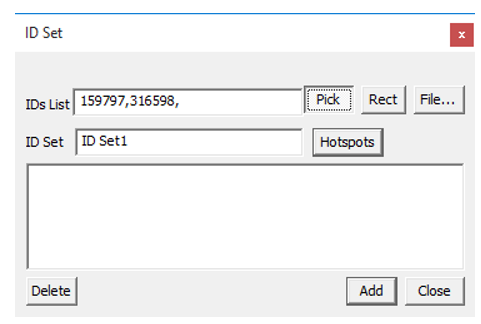 ID Set
x
IDs List 159797,316598, Pick Rect File...
ID Set ID Set1 Hotspots
Delete Add Close